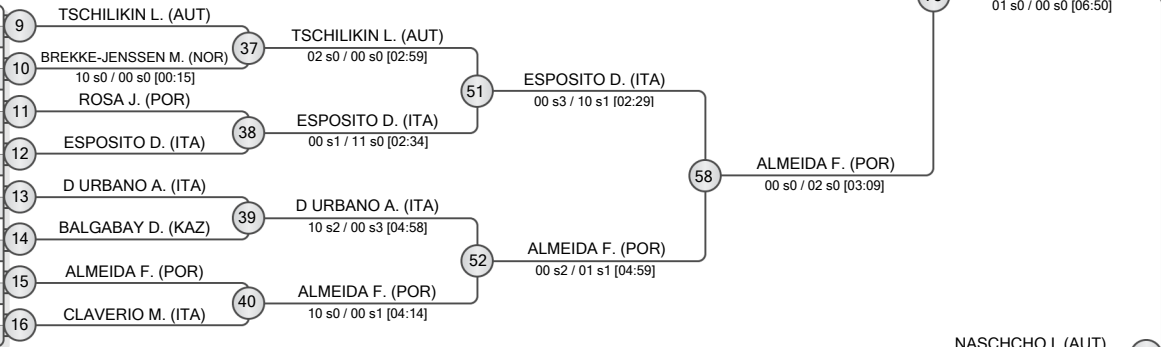 9
TSCHILIKIN L. (AUT)
10
BREKKE-JENSSEN M. (NOR)
10 s0 / 00 s0 [00:15]
11
ROSA J. (POR)
12
ESPOSITO D. (ITA)
13
D URBANO A. (ITA)
14
BALGABAY D. (KAZ)
15
ALMEIDA F. (POR)
16
CLAVERIO M. (ITA)
37
TSCHILIKIN L. (AUT)
02 s0 / 00 s0 [02:59]
38
ESPOSITO D. (ITA)
00 s1 / 11 s0 [02:34]
39
D URBANO A. (ITA)
10 s2 / 00 s3 [04:58]
40
ALMEIDA F. (POR)
10 s0 / 00 s1 [04:14]
51
ESPOSITO D. (ITA)
00 s3 / 10 s1 [02:29]
52
ALMEIDA F. (POR)
00 s2 / 01 s1 [04:59]
58
ALMEIDA F. (POR)
00 s0 / 02 s0 [03:09]
01 s0 / 00 s0 [06:50]
NASCHCHO I. (AUT)